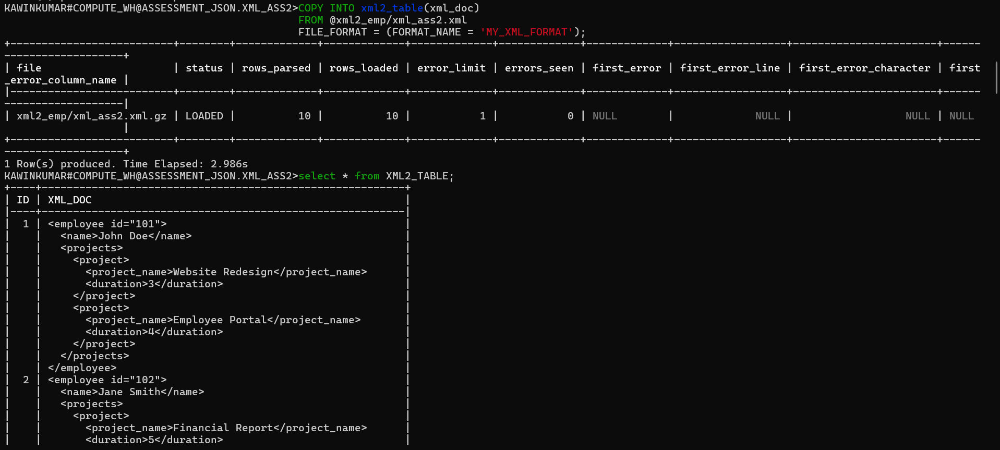 KAWINKUMAR#COMPUTE_WH@ASSESSMENT_JSON.XML_ASS2>COPY INTO xml2_table(xml_doc)
FROM @xml2_emp/xml_ass2.xml
FILE_FORMAT = (FORMAT_NAME = 'MY_XML_FORMAT');
+--------------------------+--------+-------------+-------------+-------------+-------------+-------------+------------------+-----------------------+------
-------------------+
| file                     | status | rows_parsed | rows_loaded | error_limit | errors_seen | first_error | first_error_line | first_error_character | first
_error_column_name |
|--------------------------+--------+-------------+-------------+-------------+-------------+-------------+------------------+-----------------------+------
-------------------|
| xml2_emp/xml_ass2.xml.gz | LOADED |          10 |          10 |           1 |           0 | NULL        |             NULL |                  NULL | NULL
                   |
+--------------------------+--------+-------------+-------------+-------------+-------------+-------------+------------------+-----------------------+------
-------------------+
1 Row(s) produced. Time Elapsed: 2.986s
KAWINKUMAR#COMPUTE_WH@ASSESSMENT_JSON.XML_ASS2>select * from XML2_TABLE;
+----+----------------------------------------------------------+
| ID | XML_DOC                                                  |
|----+----------------------------------------------------------|
|  1 | <employee id="101">                                      |
|    |   <name>John Doe</name>                                  |
|    |   <projects>                                             |
|    |     <project>                                            |
|    |       <project_name>Website Redesign</project_name>      |
|    |       <duration>3</duration>                             |
|    |     </project>                                           |
|    |     <project>                                            |
|    |       <project_name>Employee Portal</project_name>       |
|    |       <duration>4</duration>                             |
|    |     </project>                                           |
|    |   </projects>                                            |
|    | </employee>                                              |
|  2 | <employee id="102">                                      |
|    |   <name>Jane Smith</name>                                |
|    |   <projects>                                             |
|    |     <project>                                            |
|    |       <project_name>Financial Report</project_name>      |
|    |       <duration>5</duration>                             |